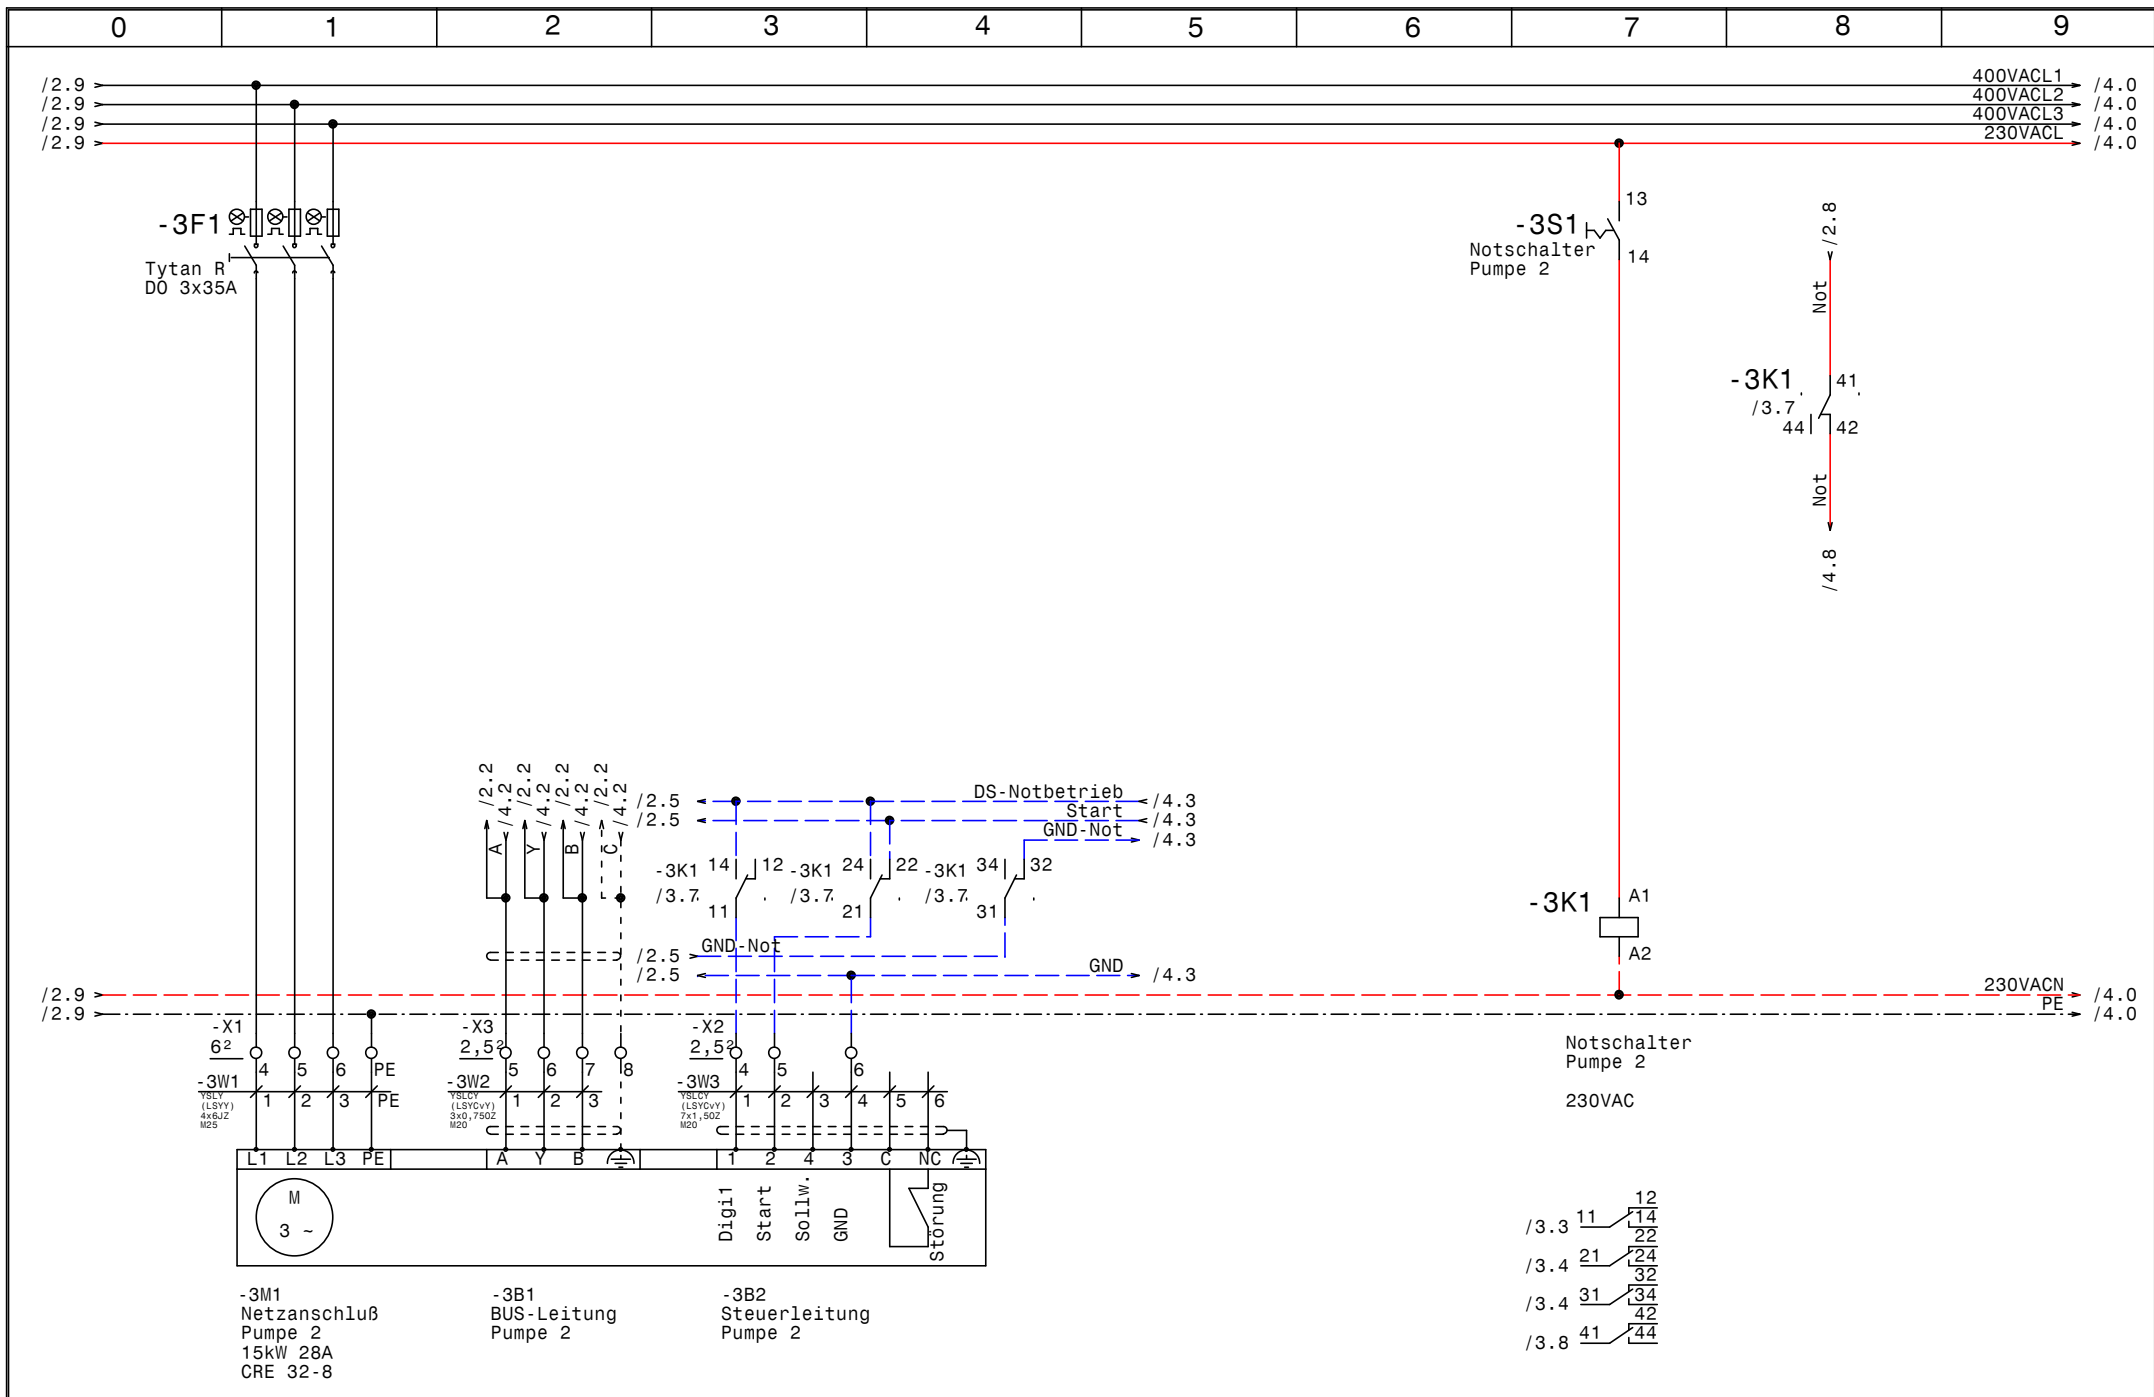 0 1 2 3 4 5 6 7 8 9
/2.9 400VACL1 /4.0
/2.9 400VACL2 /4.0
/2.9 400VACL3 /4.0
/2.9 230VACL /4.0
-3F1
Tytan R
DO 3x35A
13
-3S1
Notschalter
Pumpe 2
14
/2.8
Not
-3K1 41
/3.7
44 42
Not
/4.8
/2.2 /2.2 /2.2 /2.2
/4.2 /4.2 /4.2 /4.2
A Y B C
/2.5 DS-Notbetrieb /4.3
/2.5 Start /4.3
GND-Not /4.3
-3K1 14 12 -3K1 24 22 -3K1 34 32
/3.7 11 /3.7 21 /3.7 31
-3K1 A1
A2
GND-Not
/2.5
/2.5 GND /4.3
/2.9 230VACN /4.0
/2.9 PE /4.0
-X1
6²
4 5 6 PE
-3W1
YSLY
(LSYY)
4x6JZ
M25
1 2 3 PE
-X3
2,5²
5 6 7 8
-3W2
YSLCY
(LSYCvY)
3x0,75OZ
M20
1 2 3
-X2
2,5²
4 5 6
-3W3
YSLCY
(LSYCvY)
7x1,5OZ
M20
1 2 3 4 5 6
Notschalter
Pumpe 2
230VAC
L1 L2 L3 PE A Y B 1 2 4 3 C NC
M
3 ~
Digi1
Start
Sollw.
GND
Störung
-3M1
Netzanschluß
Pumpe 2
15kW 28A
CRE 32-8
-3B1
BUS-Leitung
Pumpe 2
-3B2
Steuerleitung
Pumpe 2
12
/3.3 11 14
22
/3.4 21 24
32
/3.4 31 34
42
/3.8 41 44